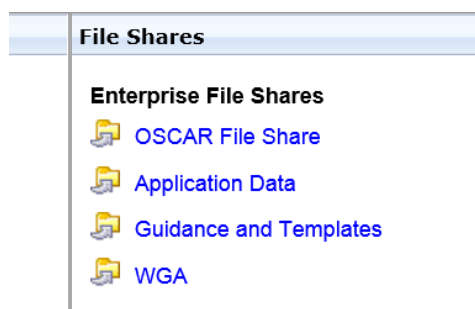 File Shares
Enterprise File Shares
OSCAR File Share
Application Data
Guidance and Templates
WGA